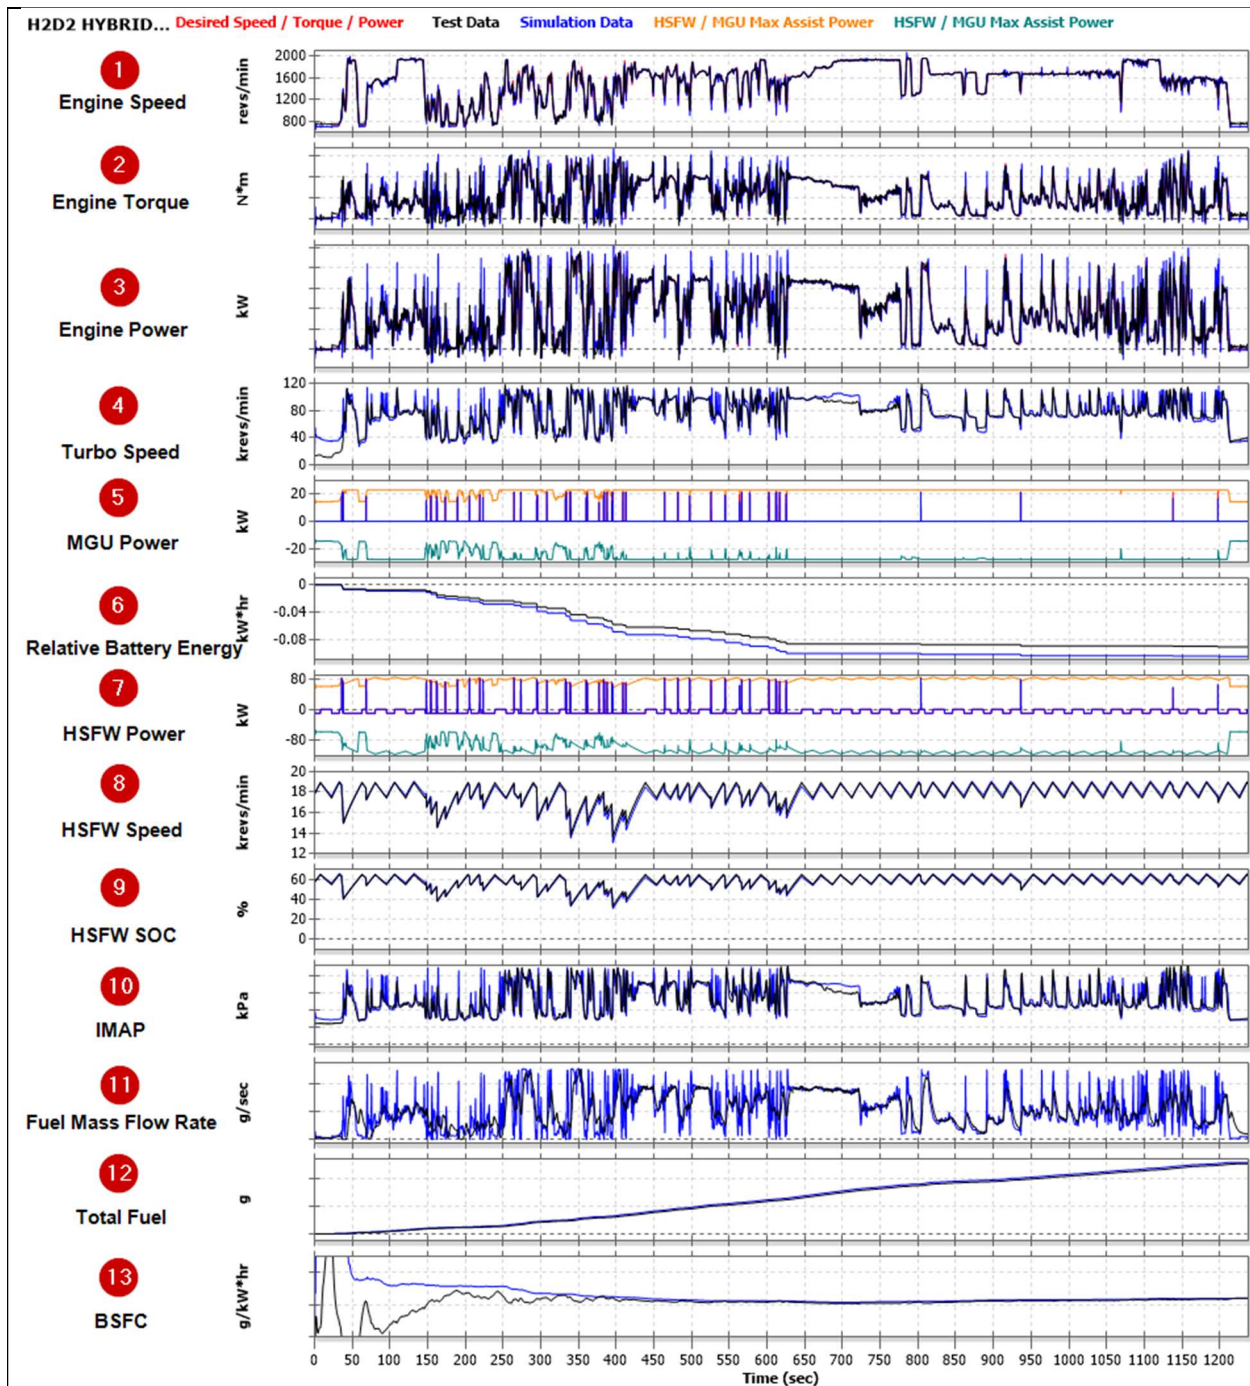 H2D2 HYBRID... Desired Speed / Torque / Power Test Data Simulation Data HSFW / MGU Max Assist Power HSFW / MGU Max Assist Power
1
Engine Speed
revs/min
2000
1600
1200
800
2
Engine Torque
N*m
3
Engine Power
kW
4
Turbo Speed
krevs/min
120
80
40
0
5
MGU Power
kW
20
0
-20
6
Relative Battery Energy
kW*hr
0
-0.04
-0.08
7
HSFW Power
kW
80
0
-80
8
HSFW Speed
krevs/min
20
18
16
14
12
9
HSFW SOC
%
60
40
20
0
10
IMAP
kPa
11
Fuel Mass Flow Rate
g/sec
12
Total Fuel
g
13
BSFC
g/kW*hr
0 50 100 150 200 250 300 350 400 450 500 550 600 650 700 750 800 850 900 950 1000 1050 1100 1150 1200
Time (sec)